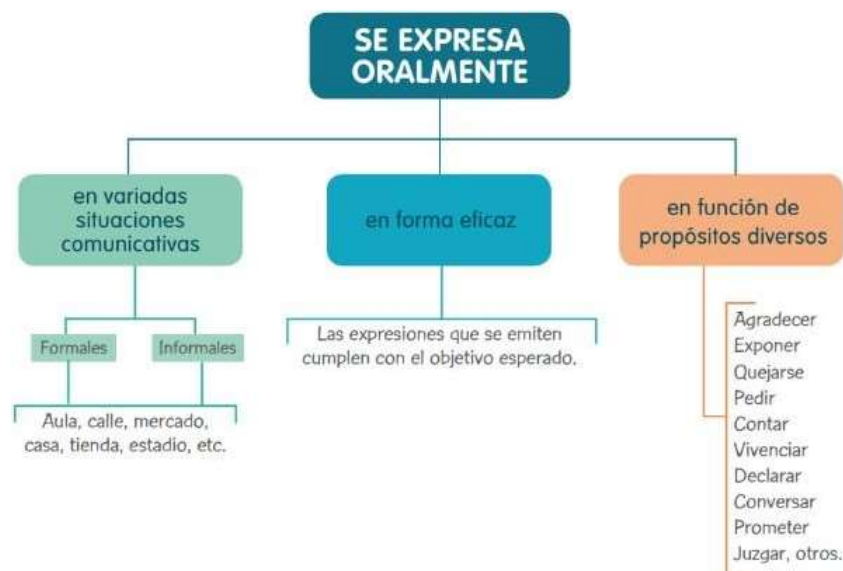 SE EXPRESA
ORALMENTE
en variadas
situaciones
comunicativas
Formales
Informales
Aula, calle, mercado,
casa, tienda, estadio, etc.
en forma eficaz
Las expresiones que se emiten
cumplen con el objetivo esperado.
en función de
propósitos diversos
Agradecer
Exponer
Quejarse
Pedir
Contar
Vivenciar
Declarar
Conversar
Prometer
Juzgar, otros.